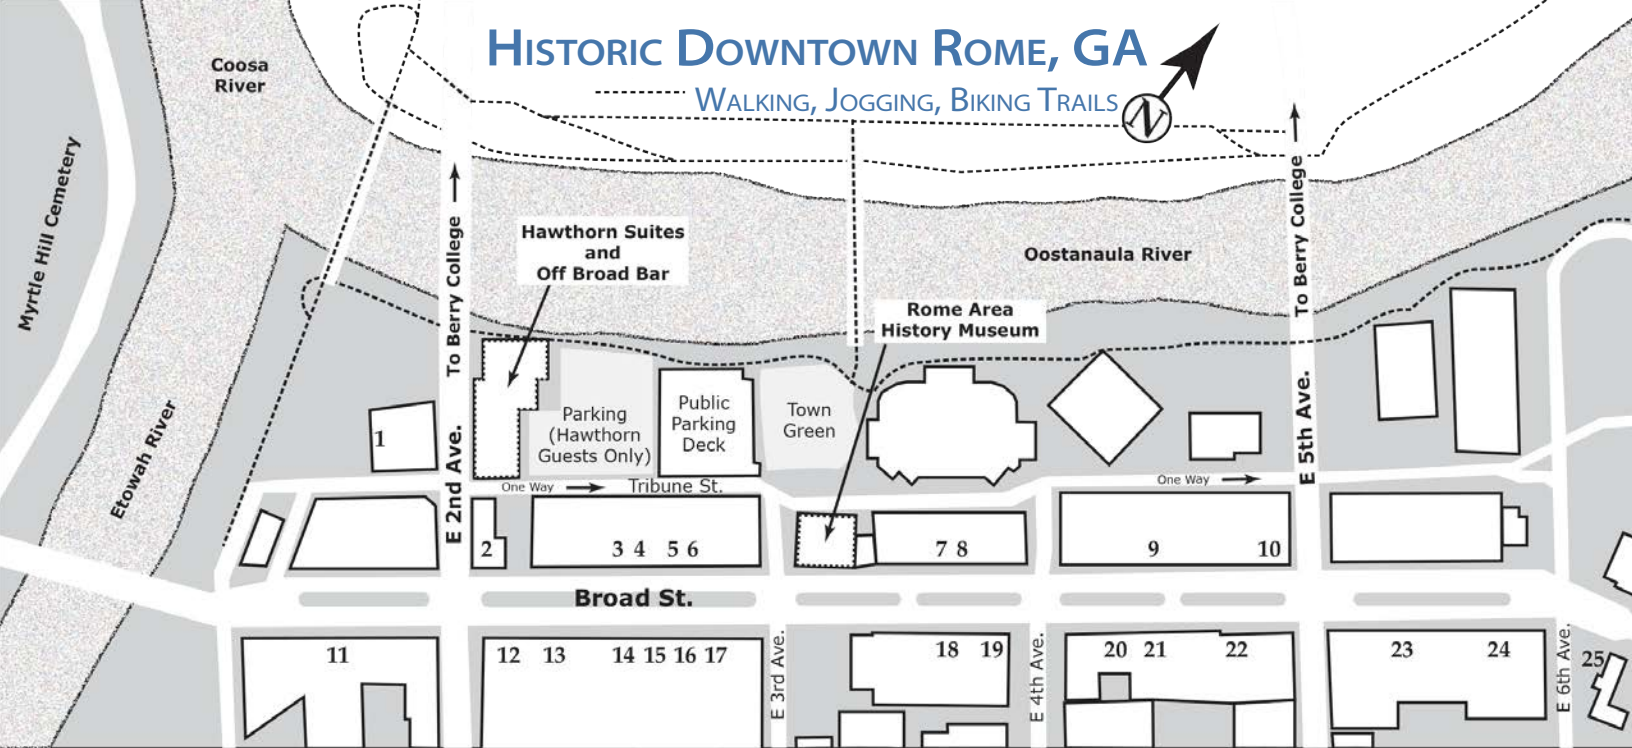 HISTORIC DOWNTOWN ROME, GA
WALKING, JOGGING, BIKING TRAILS
N
Coosa
River
Myrtle Hill Cemetery
Etowah River
To Berry College
E 2nd Ave.
Hawthorn Suites
and
Off Broad Bar
Oostanaula River
Rome Area
History Museum
To Berry College
E 5th Ave.
1
Parking
(Hawthorn
Guests Only)
Public
Parking
Deck
Town
Green
One Way
Tribune St.
One Way
2
3 4 5 6
7 8
9
10
Broad St.
11
12 13 14 15 16 17
E 3rd Ave.
18 19
E 4th Ave.
20 21 22
23 24
E 6th Ave.
25